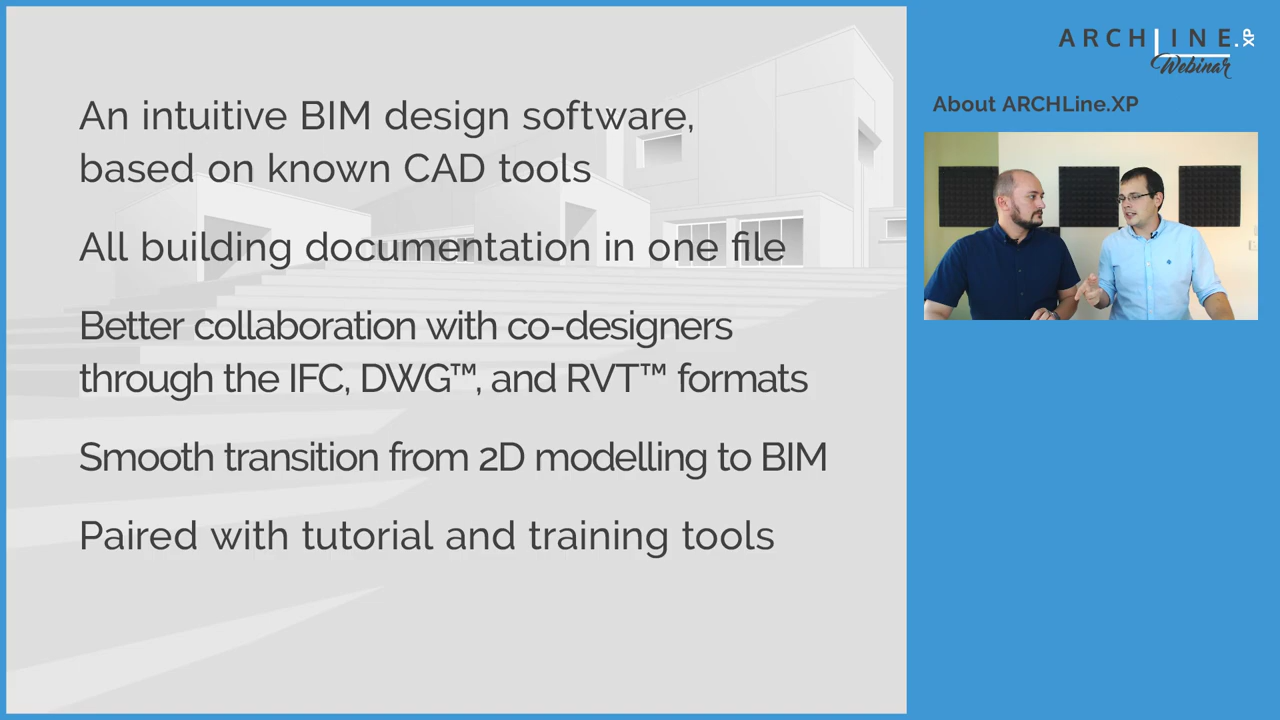 An intuitive BIM design software,
based on known CAD tools
All building documentation in one file
Better collaboration with co-designers
through the IFC, DWG™, and RVT™ formats
Smooth transition from 2D modelling to BIM
Paired with tutorial and training tools
ARCHLINE.XP
Webinar
About ARCHLine.XP